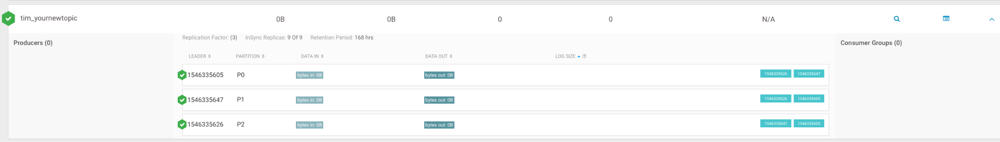 tim_yournewtopic 0B 0B 0 0 N/A
Producers (0)
Replication Factor: (3) InSync Replicas: 9 Of 9 Retention Period: 168 hrs
LEADER PARTITION DATA IN DATA OUT LOG SIZE
1546335605 P0 bytes in: 0B bytes out: 0B 1546335626 1546335647
1546335647 P1 bytes in: 0B bytes out: 0B 1546335626 1546335605
1546335626 P2 bytes in: 0B bytes out: 0B 1546335647 1546335605
Consumer Groups (0)